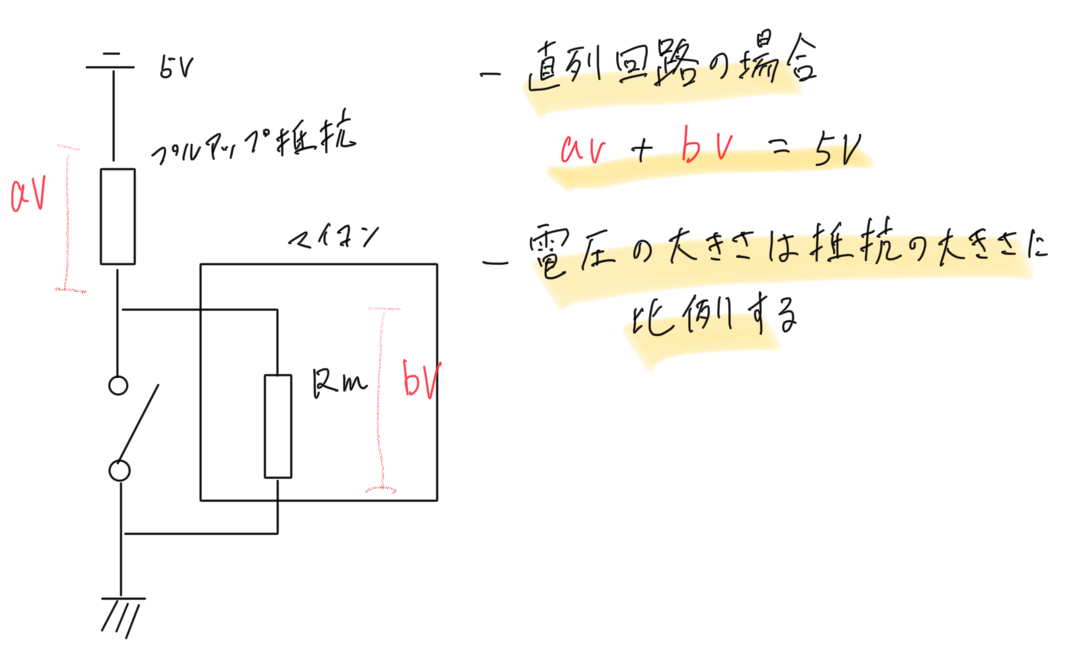 5V
プルアップ抵抗
aV
マイコン
Rm
bV
- 直列回路の場合
av + bv = 5V
- 電圧の大きさは抵抗の大きさに
比例する